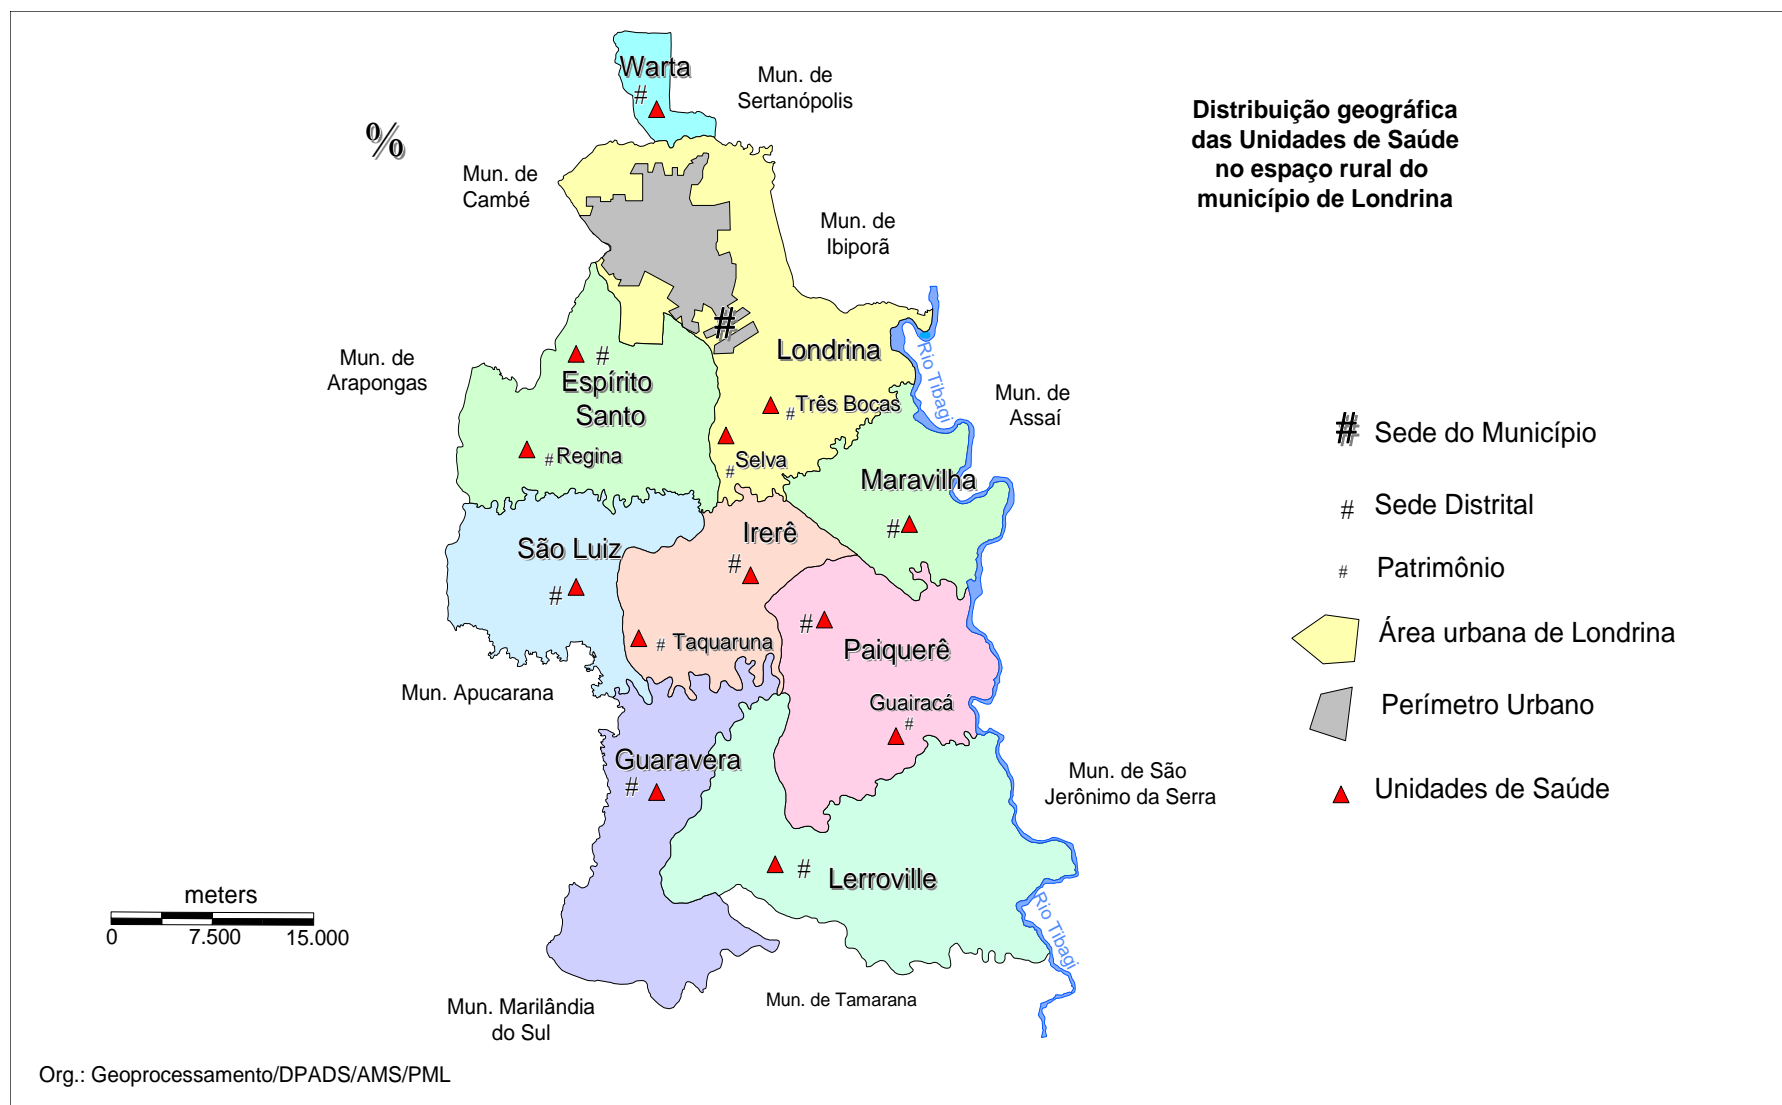 Warta
#
Mun. de
Sertanópolis
Distribuição geográfica
das Unidades de Saúde
no espaço rural do
município de Londrina
%
Mun. de
Cambé
Mun. de
Ibiporã
#
Londrina
Rio Tibagi
Mun. de
Arapongas
#
Espírito
Santo
Mun. de
Assaí
# Três Bocas
# Regina
# Selva
Maravilha
#
# Sede do Município
# Sede Distrital
# Patrimônio
Área urbana de Londrina
Perímetro Urbano
Unidades de Saúde
São Luiz
#
Irerê
#
# Taquaruna
#
Paiquerê
Mun. Apucarana
Guairacá
#
Guaravera
#
Mun. de São
Jerônimo da Serra
# Lerroville
Rio Tibagi
meters
0 7.500 15.000
Mun. Marilândia
do Sul
Mun. de Tamarana
Org.: Geoprocessamento/DPADS/AMS/PML